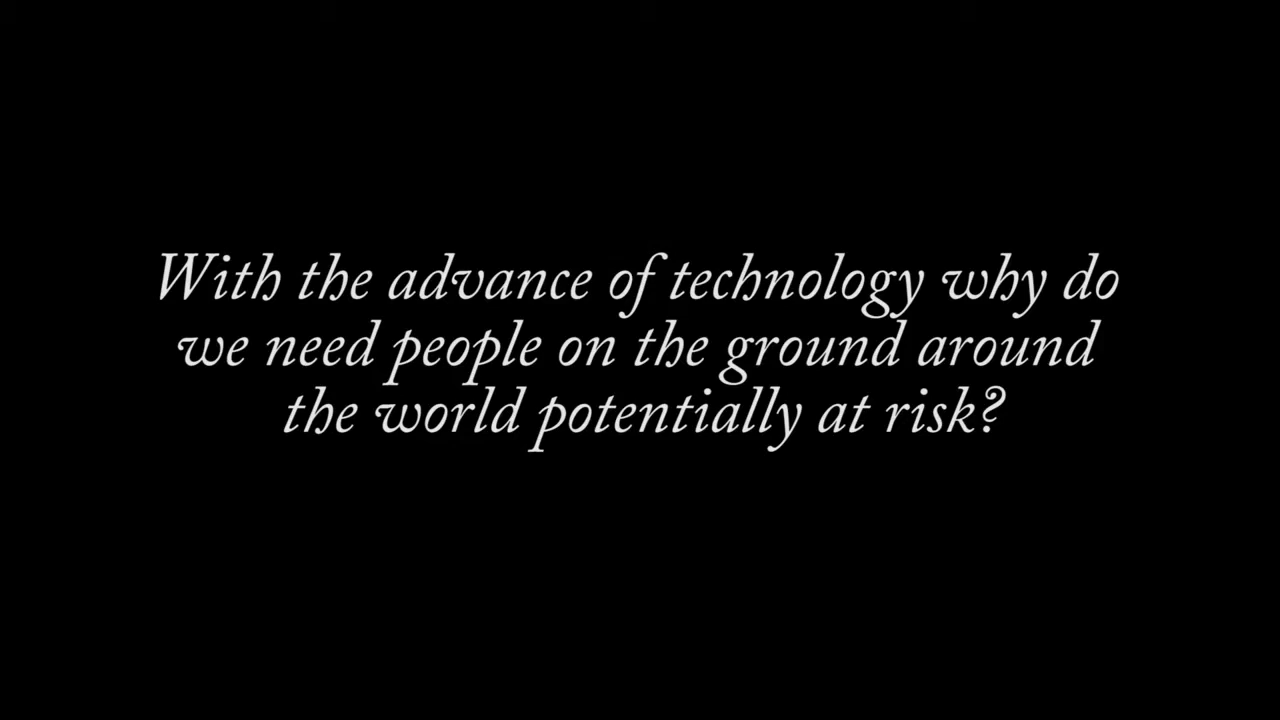 With the advance of technology why do
we need people on the ground around
the world potentially at risk?